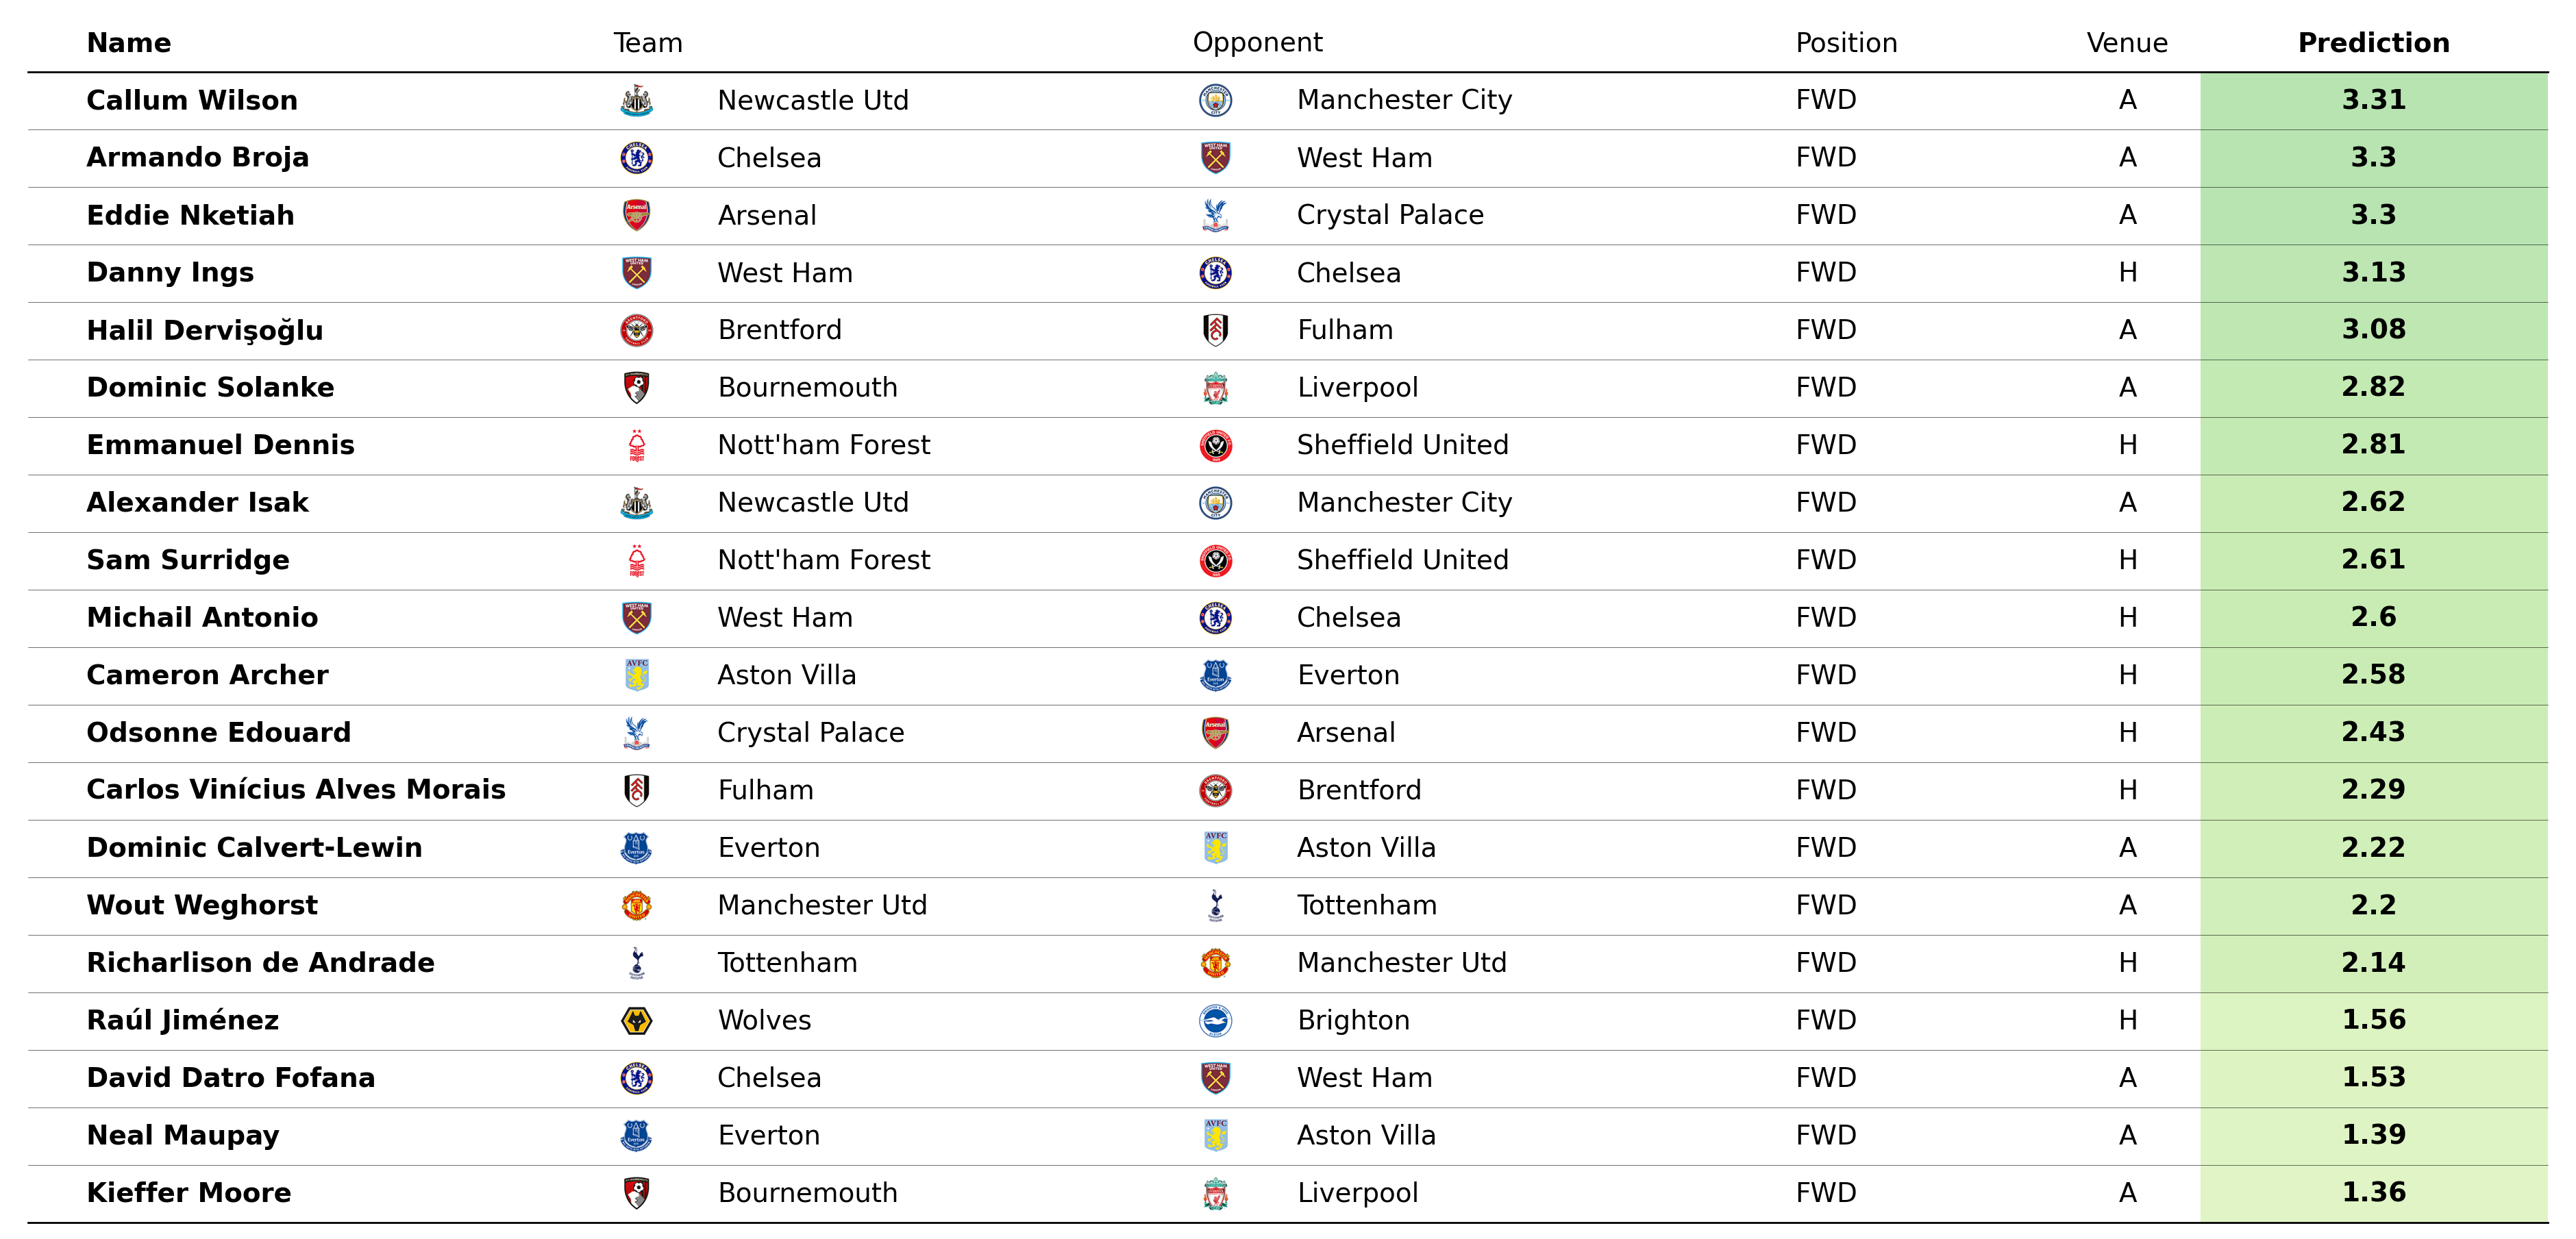 Name Team Opponent Position Venue Prediction
Callum Wilson Newcastle Utd Manchester City FWD A 3.31
Armando Broja Chelsea West Ham FWD A 3.3
Eddie Nketiah Arsenal Crystal Palace FWD A 3.3
Danny Ings West Ham Chelsea FWD H 3.13
Halil Dervişoğlu Brentford Fulham FWD A 3.08
Dominic Solanke Bournemouth Liverpool FWD A 2.82
Emmanuel Dennis Nott'ham Forest Sheffield United FWD H 2.81
Alexander Isak Newcastle Utd Manchester City FWD A 2.62
Sam Surridge Nott'ham Forest Sheffield United FWD H 2.61
Michail Antonio West Ham Chelsea FWD H 2.6
Cameron Archer Aston Villa Everton FWD H 2.58
Odsonne Edouard Crystal Palace Arsenal FWD H 2.43
Carlos Vinícius Alves Morais Fulham Brentford FWD H 2.29
Dominic Calvert-Lewin Everton Aston Villa FWD A 2.22
Wout Weghorst Manchester Utd Tottenham FWD A 2.2
Richarlison de Andrade Tottenham Manchester Utd FWD H 2.14
Raúl Jiménez Wolves Brighton FWD H 1.56
David Datro Fofana Chelsea West Ham FWD A 1.53
Neal Maupay Everton Aston Villa FWD A 1.39
Kieffer Moore Bournemouth Liverpool FWD A 1.36